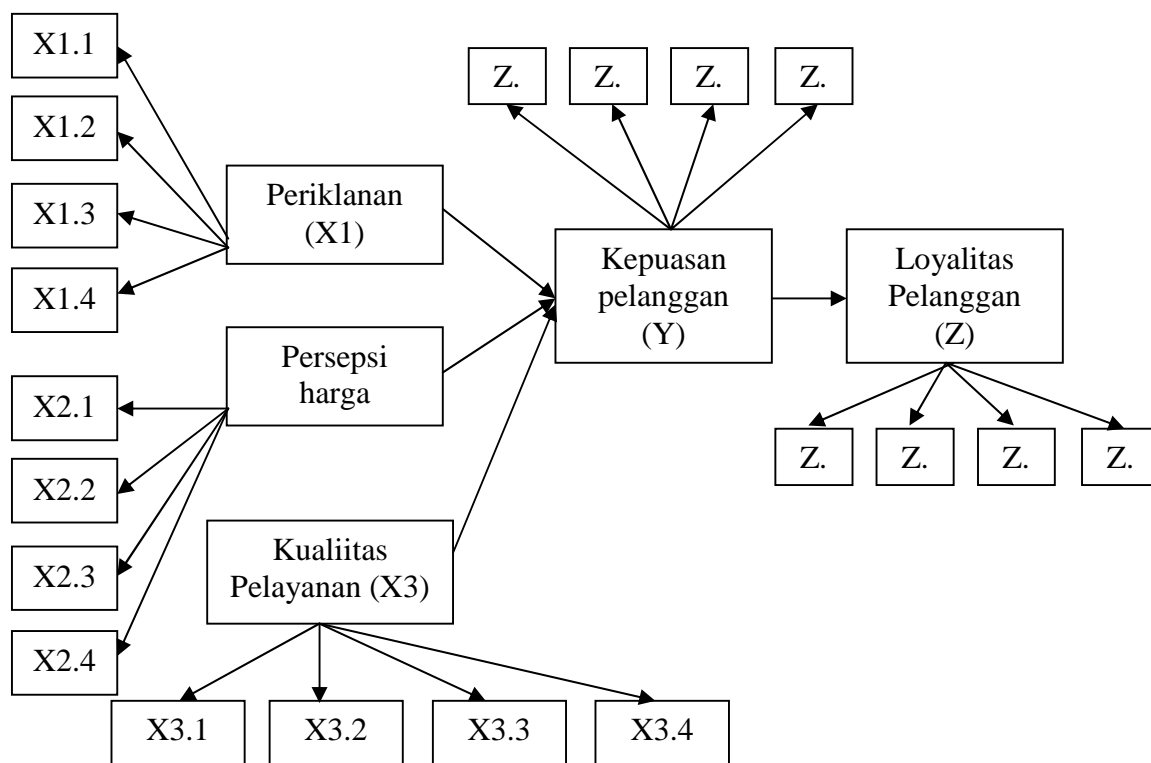 X1.1
X1.2
X1.3
X1.4
Periklanan
(X1)
Z.
Z.
Z.
Z.
Kepuasan
pelanggan
(Y)
Loyalitas
Pelanggan
(Z)
Persepsi
harga
X2.1
X2.2
X2.3
X2.4
Z.
Z.
Z.
Z.
Kualiitas
Pelayanan (X3)
X3.1
X3.2
X3.3
X3.4